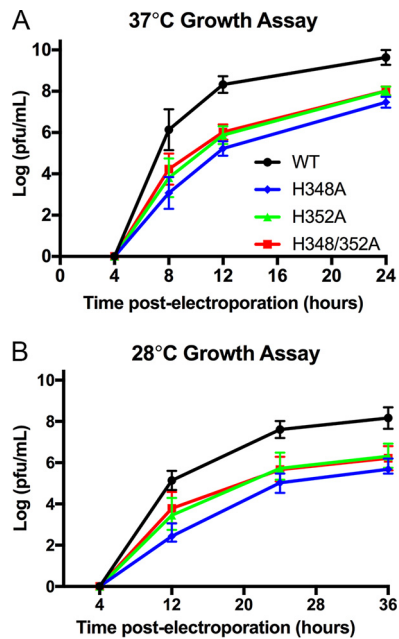 A
37°C Growth Assay
10
8
6
4
2
0
Log (pfu/mL)
WT
H348A
H352A
H348/352A
0 4 8 12 16 20 24
Time post-electroporation (hours)
B
28°C Growth Assay
10
8
6
4
2
0
Log (pfu/mL)
4 12 20 28 36
Time post-electroporation (hours)